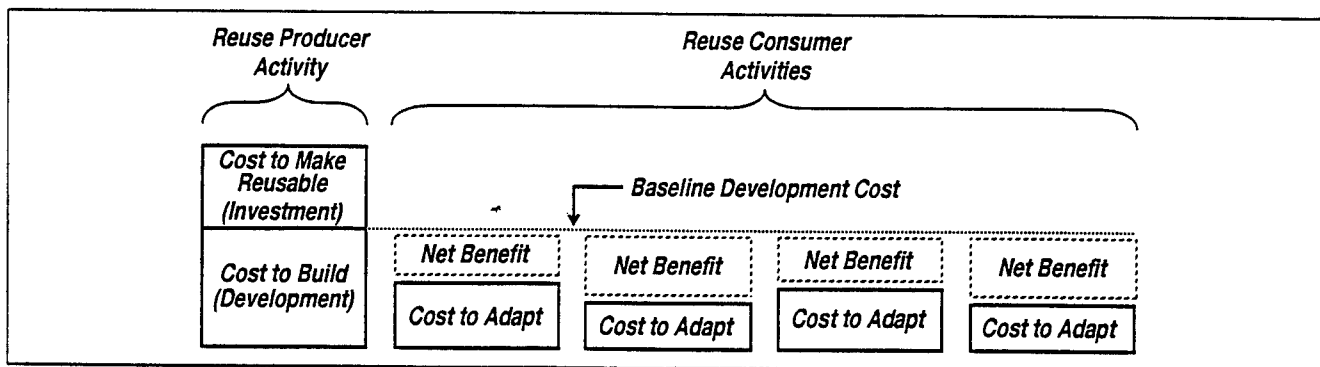 Reuse Producer
Activity
Reuse Consumer
Activities
Cost to Make
Reusable
(Investment)
Baseline Development Cost
Cost to Build
(Development)
Net Benefit
Cost to Adapt
Net Benefit
Cost to Adapt
Net Benefit
Cost to Adapt
Net Benefit
Cost to Adapt